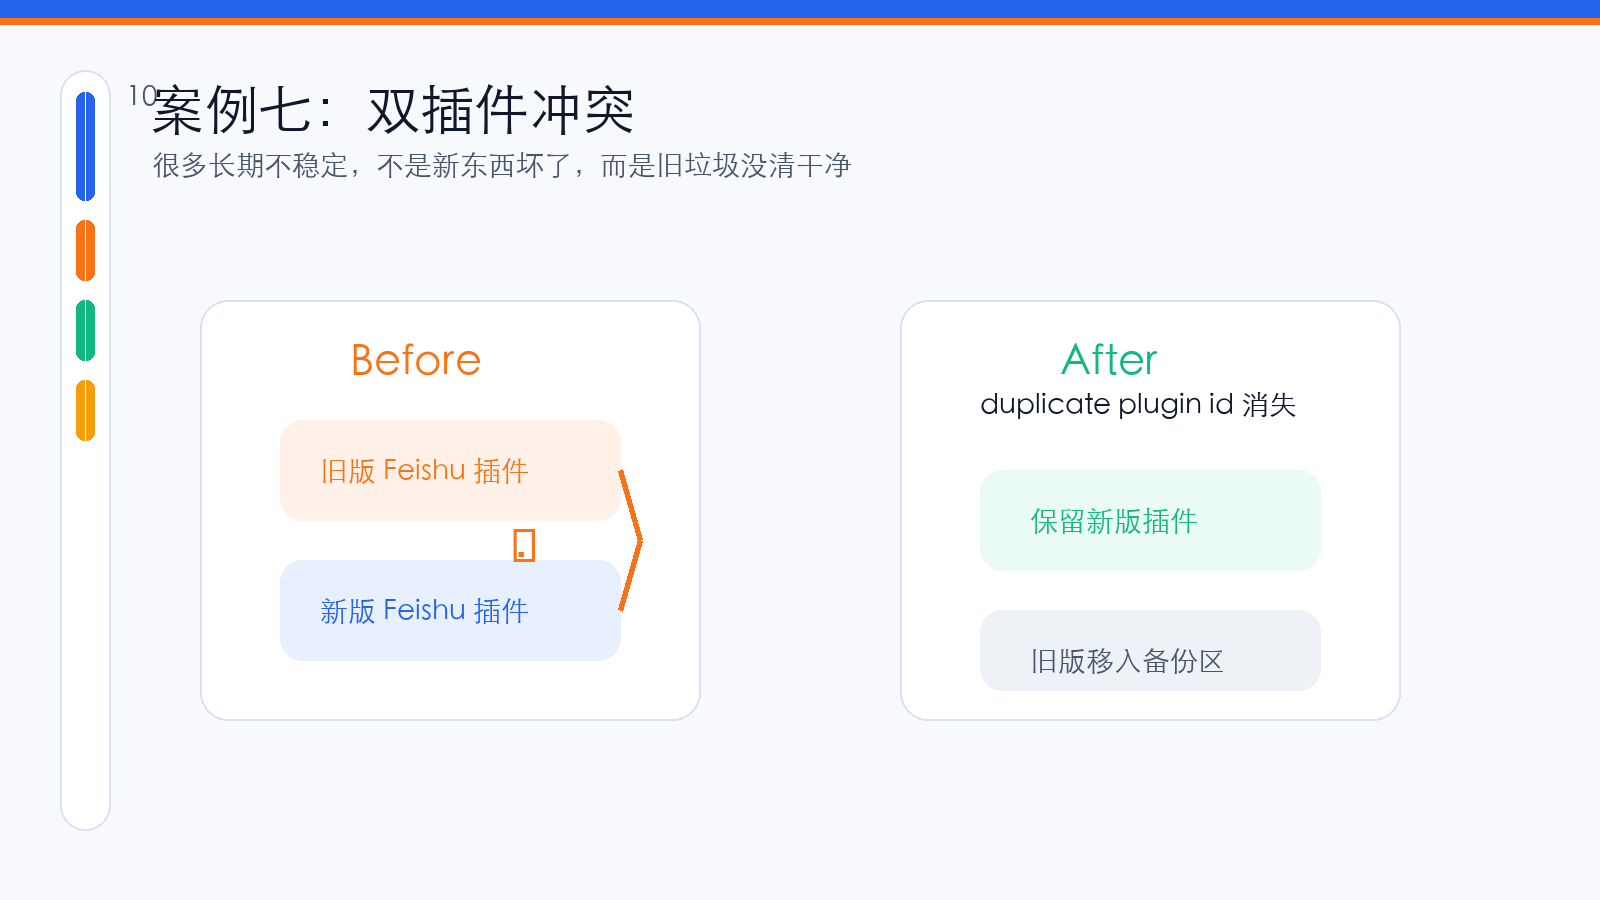 10
案例七：双插件冲突
很多长期不稳定，不是新东西坏了，而是旧垃圾没清干净
Before
旧版 Feishu 插件
新版 Feishu 插件
After
duplicate plugin id 消失
保留新版插件
旧版移入备份区